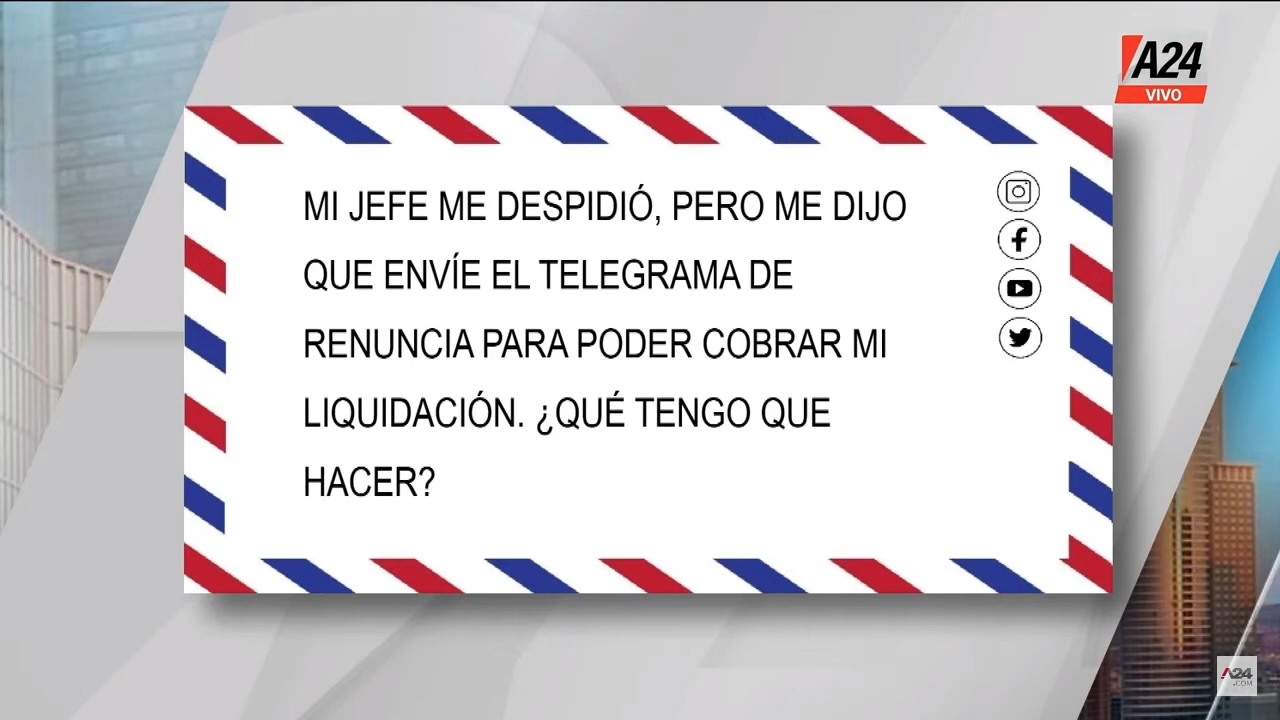 A24
VIVO
MI JEFE ME DESPIDIÓ, PERO ME DIJO
QUE ENVÍE EL TELEGRAMA DE
RENUNCIA PARA PODER COBRAR MI
LIQUIDACIÓN. ¿QUÉ TENGO QUE
HACER?
A24
.COM